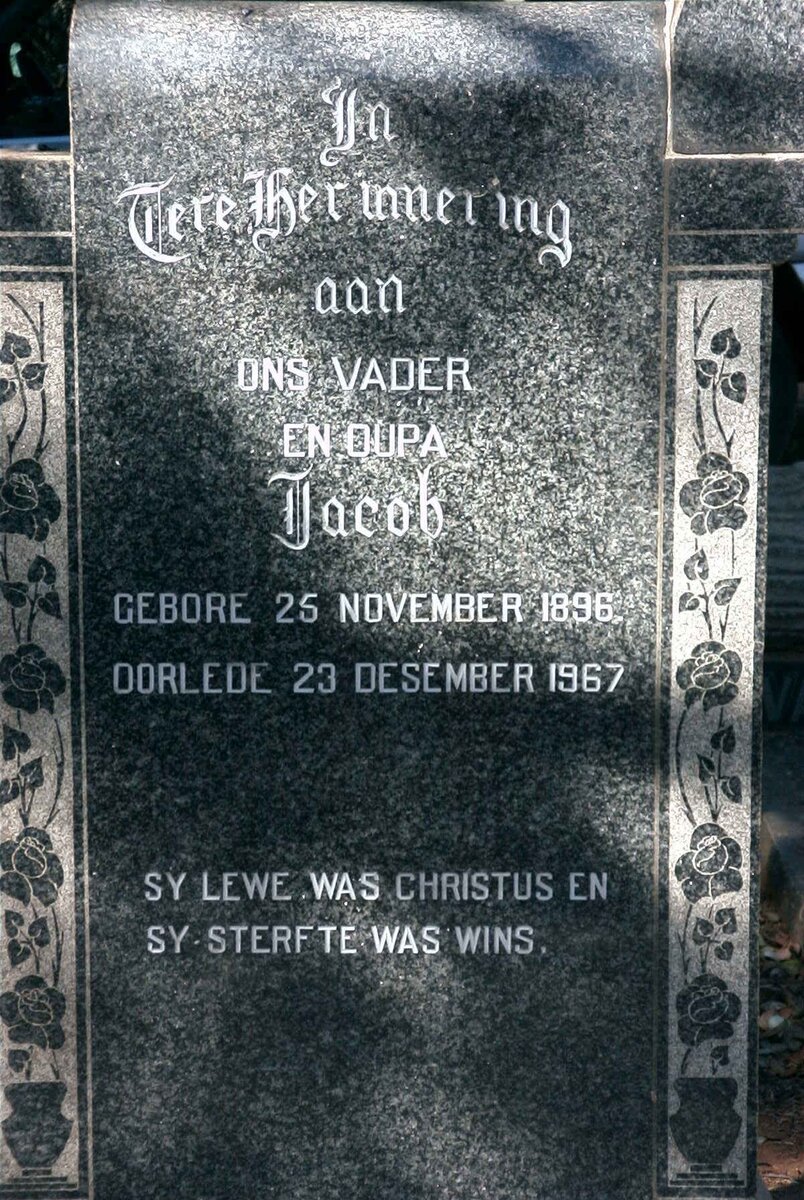 In
Tere Herinnering
aan
ONS VADER
EN OUPA
Jacob
GEBORE 25 NOVEMBER 1896.
OORLEDE 23 DESEMBER 1967
SY LEWE WAS CHRISTUS EN
SY STERFTE WAS WINS.